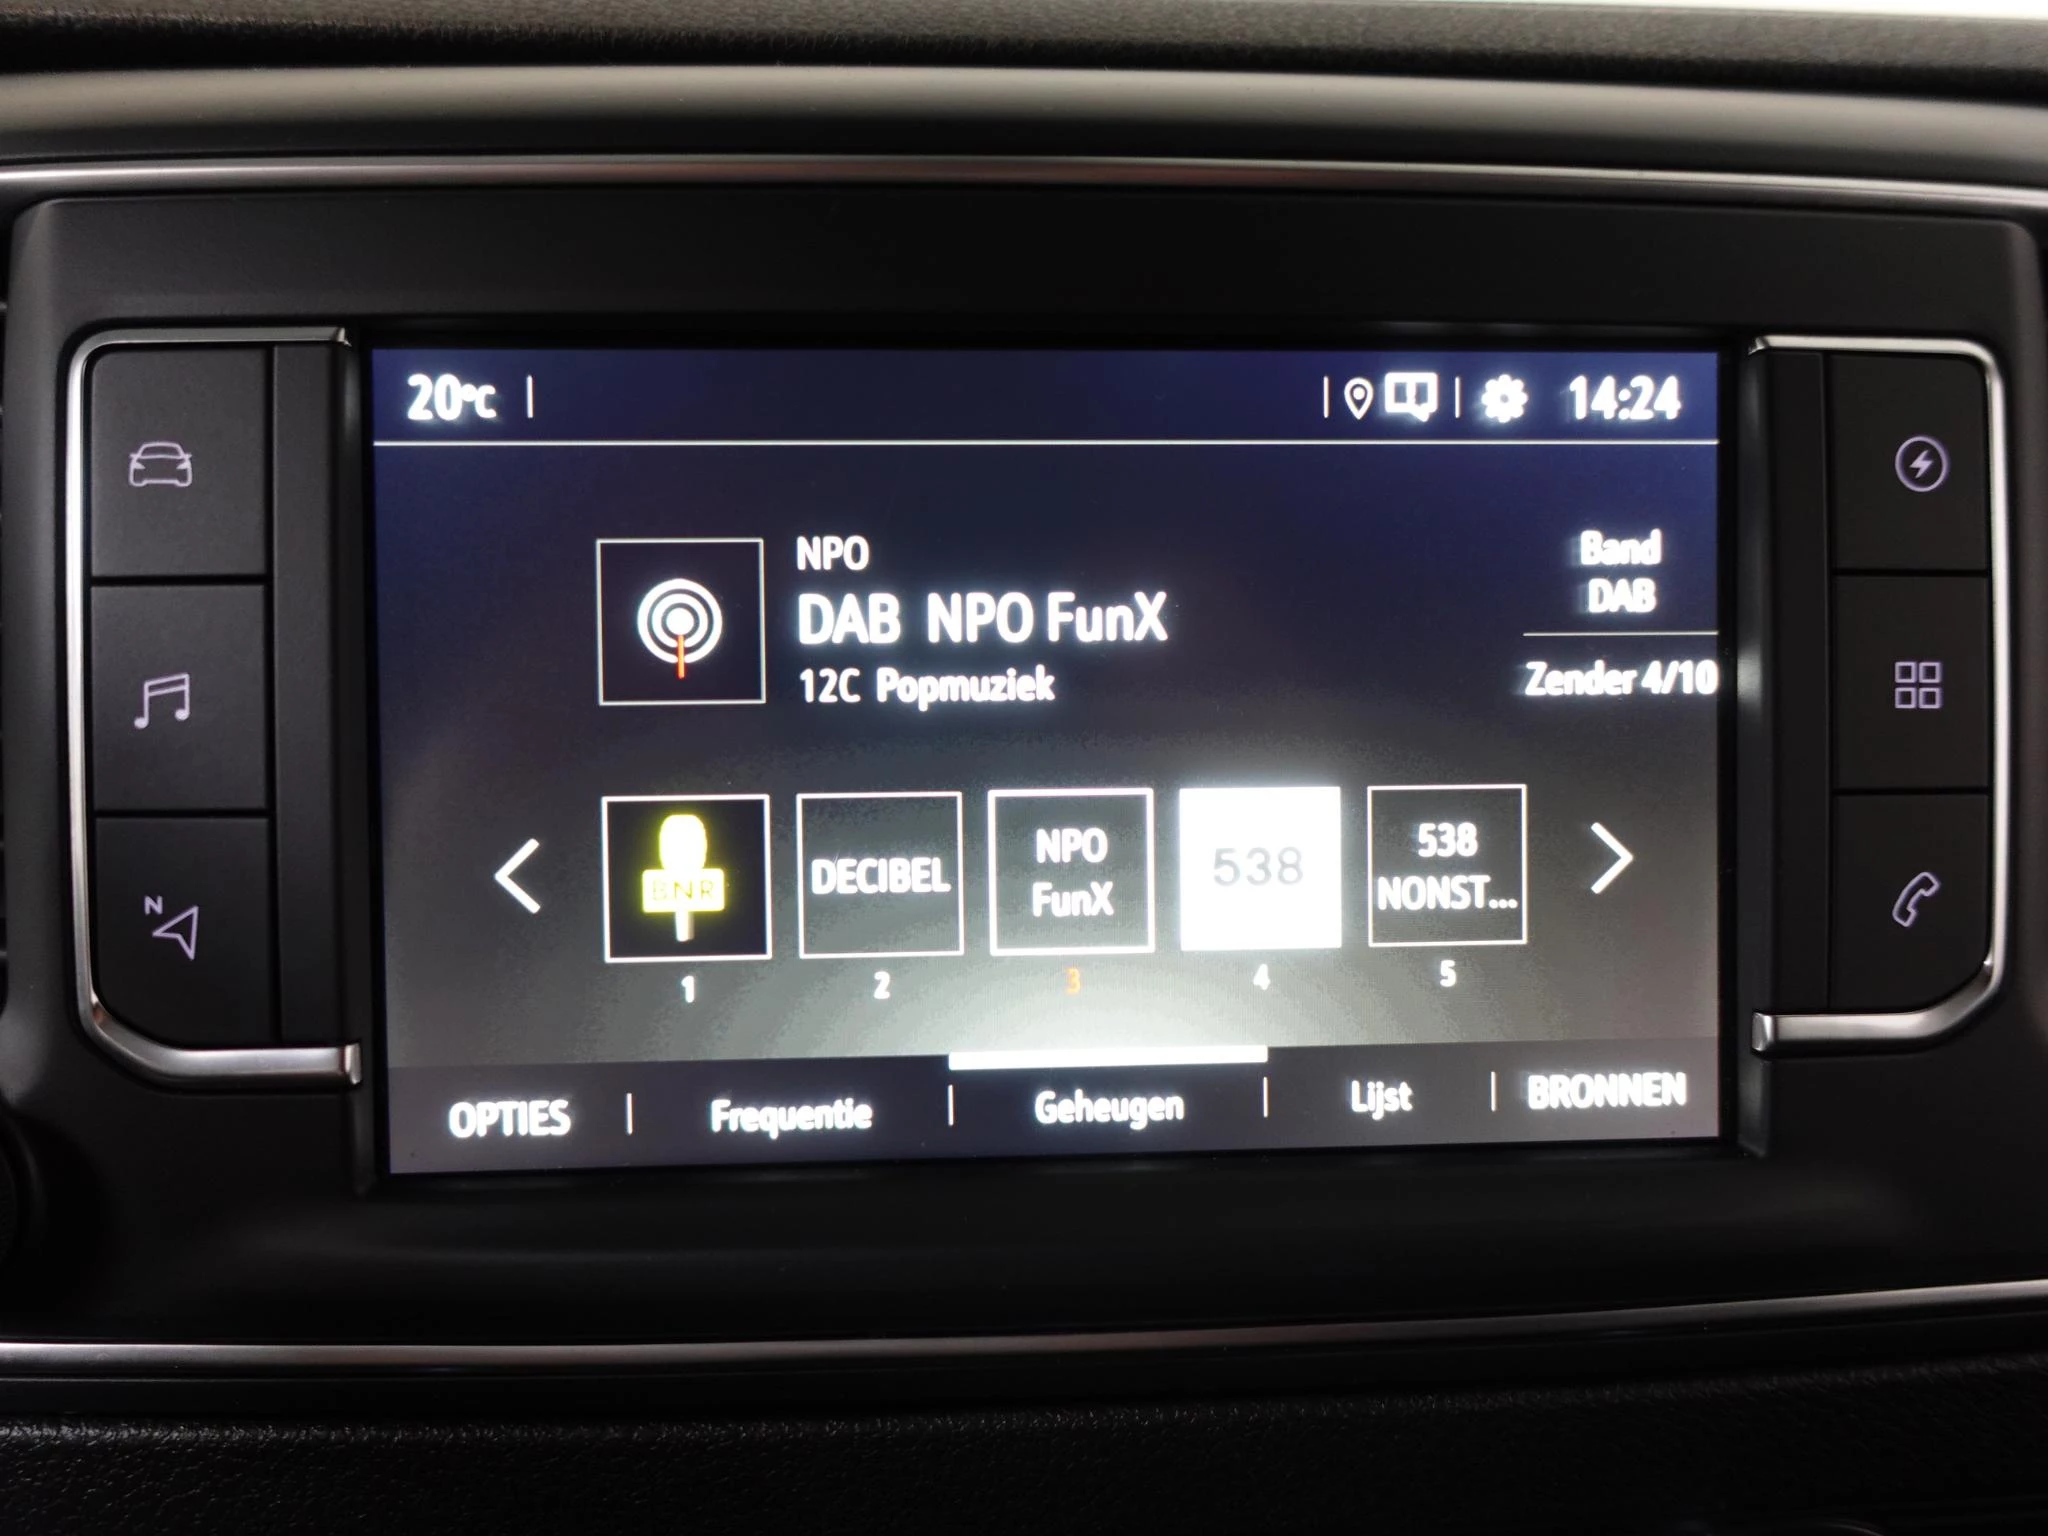 20°C
14:24
NPO
DAB NPO FunX
12C Popmuziek
Band
DAB
Zender 4/10
BNR
DECIBEL
NPO
FunX
538
538
NONST...
1
2
3
4
5
OPTIES
Frequentie
Geheugen
Lijst
BRONNEN
N